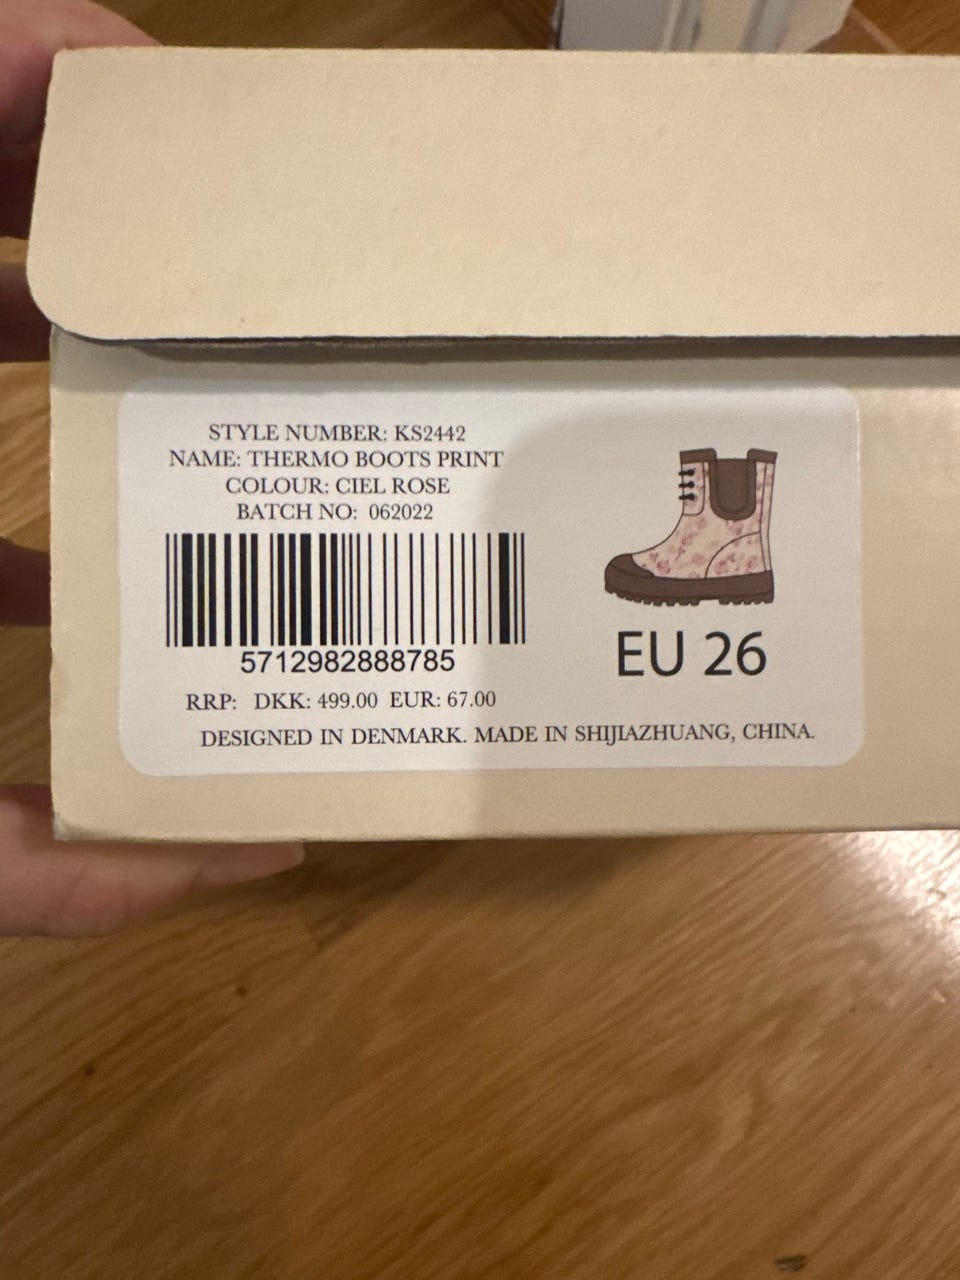 STYLE NUMBER: KS2442
NAME: THERMO BOOTS PRINT
COLOUR: CIEL ROSE
BATCH NO: 062022
5712982888785
EU 26
RRP: DKK: 499.00 EUR: 67.00
DESIGNED IN DENMARK. MADE IN SHIJIAZHUANG, CHINA.